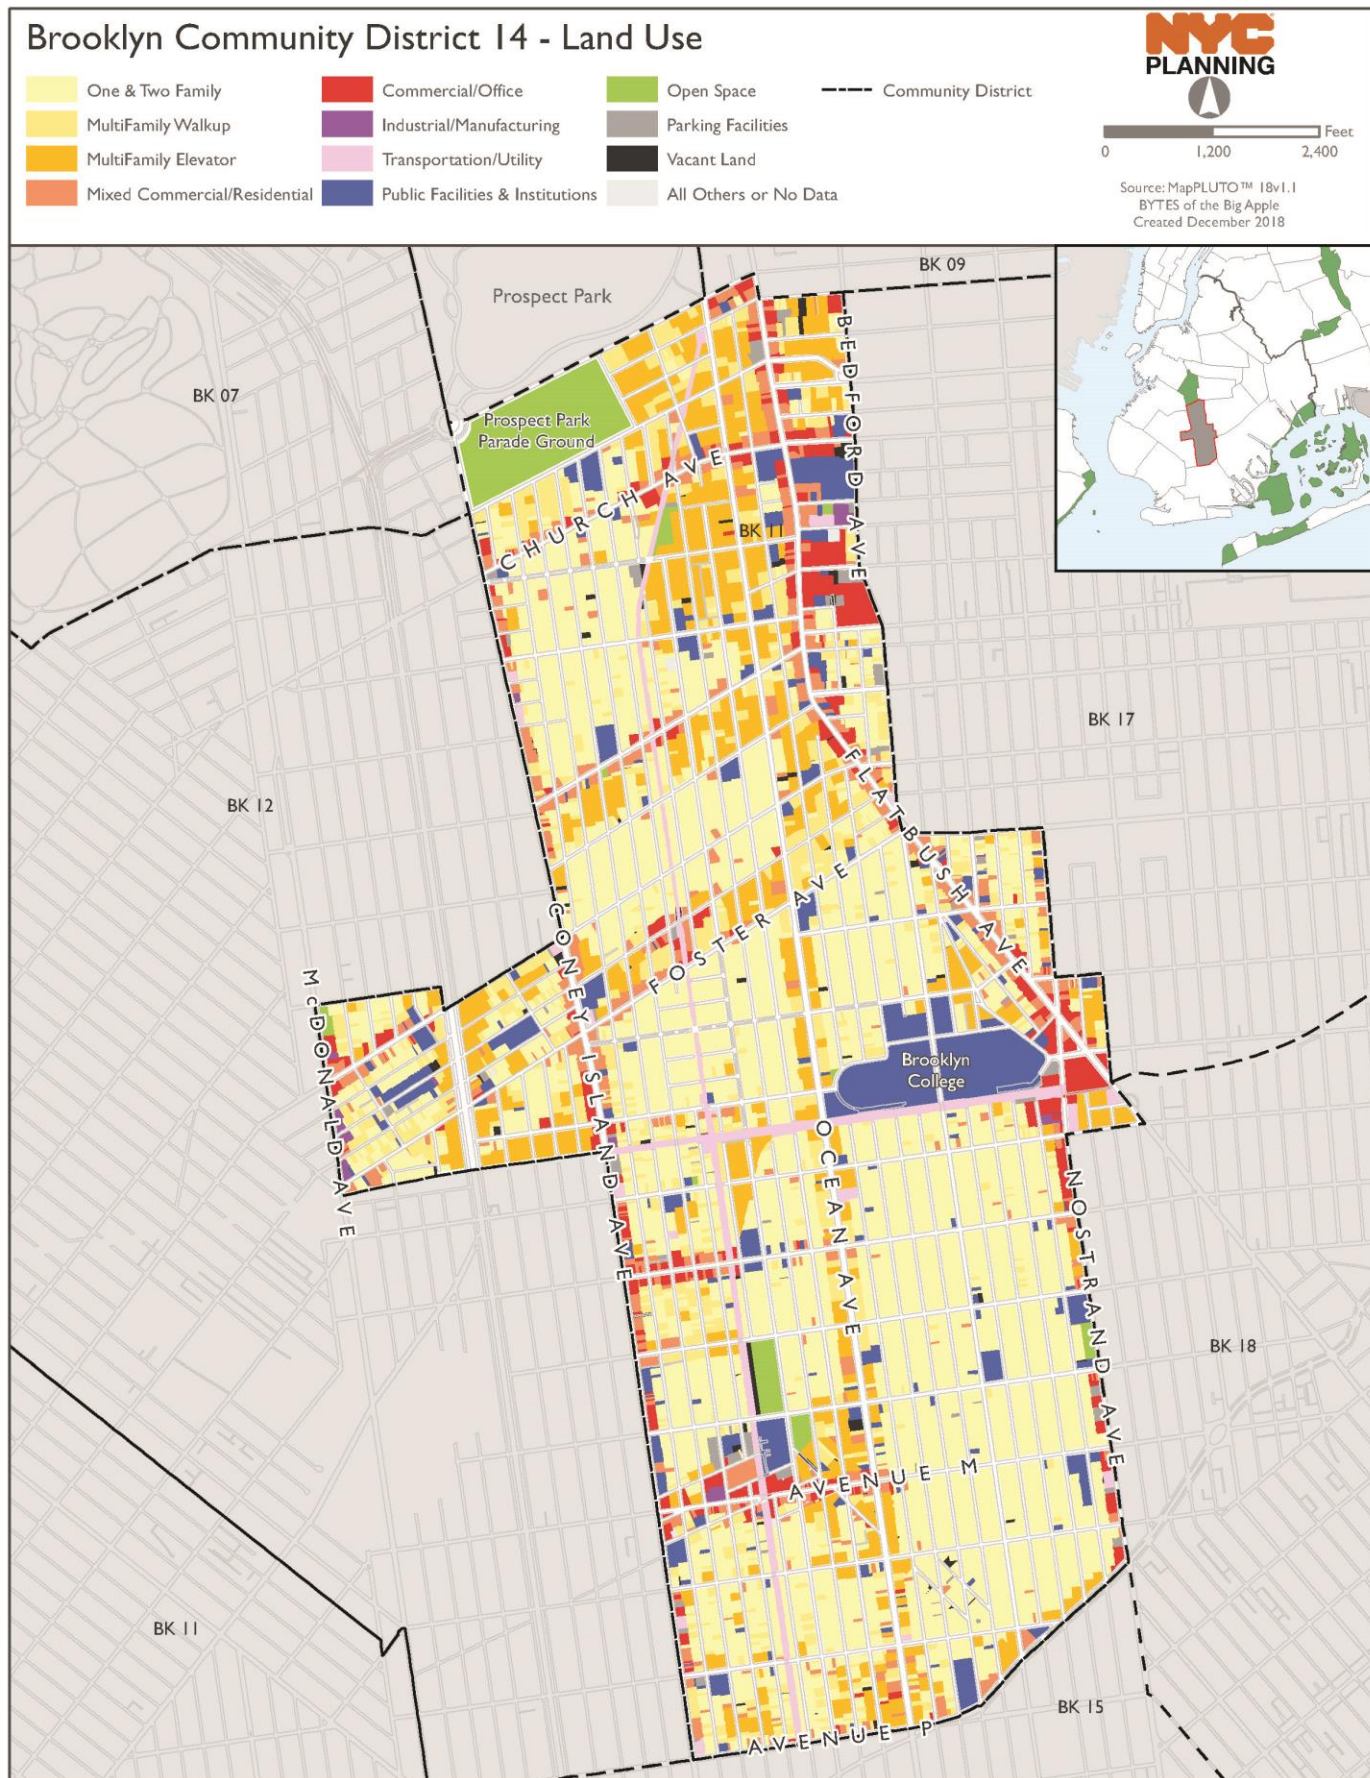 Brooklyn Community District 14 - Land Use
NYC
PLANNING
One & Two Family
MultiFamily Walkup
MultiFamily Elevator
Mixed Commercial/Residential
Commercial/Office
Industrial/Manufacturing
Transportation/Utility
Public Facilities & Institutions
Open Space
Parking Facilities
Vacant Land
All Others or No Data
Community District
Feet
0 1,200 2,400
Source: MapPLUTO™ 18v1.1
BYTES of the Big Apple
Created December 2018
BK 09
Prospect Park
BK 07
Prospect Park
Parade Ground
BEDFORD AVE
CHURCH AVE
BK 11
BK 17
BK 12
FLATBUSH AVE
FOSTER AVE
CONEY ISLAND AVE
McDONALD AVE
Brooklyn
College
OCEAN AVE
NOSTRAND AVE
BK 18
AVENUE M
BK 11
BK 15
AVENUE P